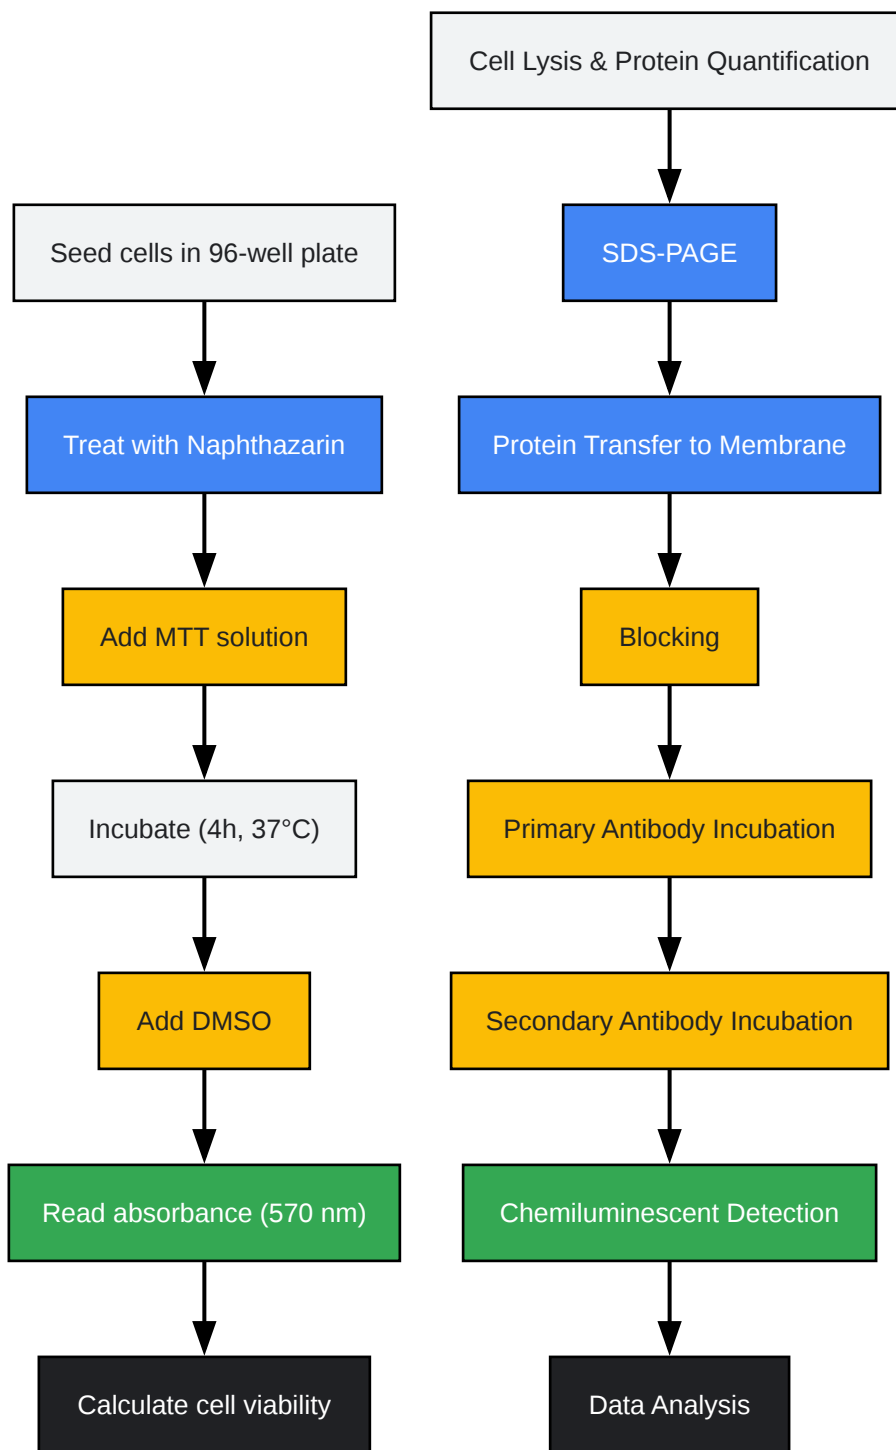 Seed cells in 96-well plate
Treat with Naphthazarin
Add MTT solution
Incubate (4h, 37°C)
Add DMSO
Read absorbance (570 nm)
Calculate cell viability
Cell Lysis & Protein Quantification
SDS-PAGE
Protein Transfer to Membrane
Blocking
Primary Antibody Incubation
Secondary Antibody Incubation
Chemiluminescent Detection
Data Analysis